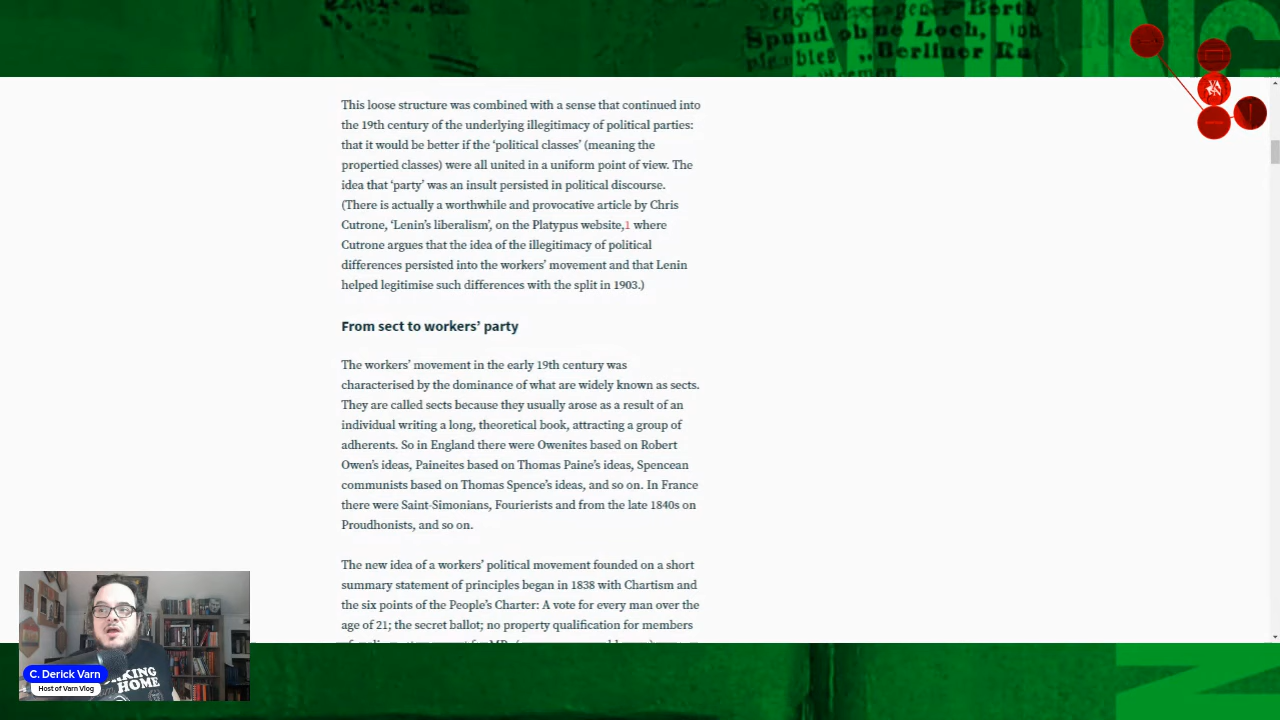 Berth
Spund ohne Loch,
"Berliner Ru
This loose structure was combined with a sense that continued into
the 19th century of the underlying illegitimacy of political parties:
that it would be better if the ‘political classes’ (meaning the
propertied classes) were all united in a uniform point of view. The
idea that ‘party’ was an insult persisted in political discourse.
(There is actually a worthwhile and provocative article by Chris
Cutrone, ‘Lenin’s liberalism’, on the Platypus website,1 where
Cutrone argues that the idea of the illegitimacy of political
differences persisted into the workers’ movement and that Lenin
helped legitimise such differences with the split in 1903.)
From sect to workers’ party
The workers’ movement in the early 19th century was
characterised by the dominance of what are widely known as sects.
They are called sects because they usually arose as a result of an
individual writing a long, theoretical book, attracting a group of
adherents. So in England there were Owenites based on Robert
Owen’s ideas, Paineites based on Thomas Paine’s ideas, Spencean
communists based on Thomas Spence’s ideas, and so on. In France
there were Saint-Simonians, Fourierists and from the late 1840s on
Proudhonists, and so on.
The new idea of a workers’ political movement founded on a short
summary statement of principles began in 1838 with Chartism and
the six points of the People’s Charter: A vote for every man over the
age of 21; the secret ballot; no property qualification for members
C. Derick Varn
Host of Varn Vlog